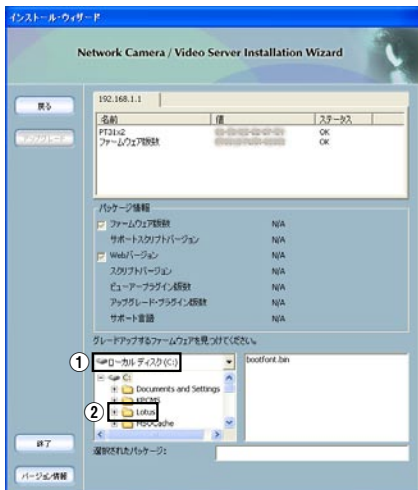 インストール・ウィザード
Network Camera / Video Server Installation Wizard
戻る
アップグレード
192.168.1.1
名前 値 ステータス
PT31x2 OK
ファームウェア版数 OK
パッケージ情報
ファームウェア版数 N/A
サポートスクリプトバージョン N/A
Webバージョン N/A
スクリプトバージョン N/A
ビューアープラグイン版数 N/A
アップグレード・プラグイン版数 N/A
サポート言語 N/A
グレードアップするファームウェアを見つけてください。
① ローカル ディスク (C:)
bootfont.bin
C:
Documents and Settings
② Lotus
MSOCache
選択されたパッケージ:
終了
バージョン情報